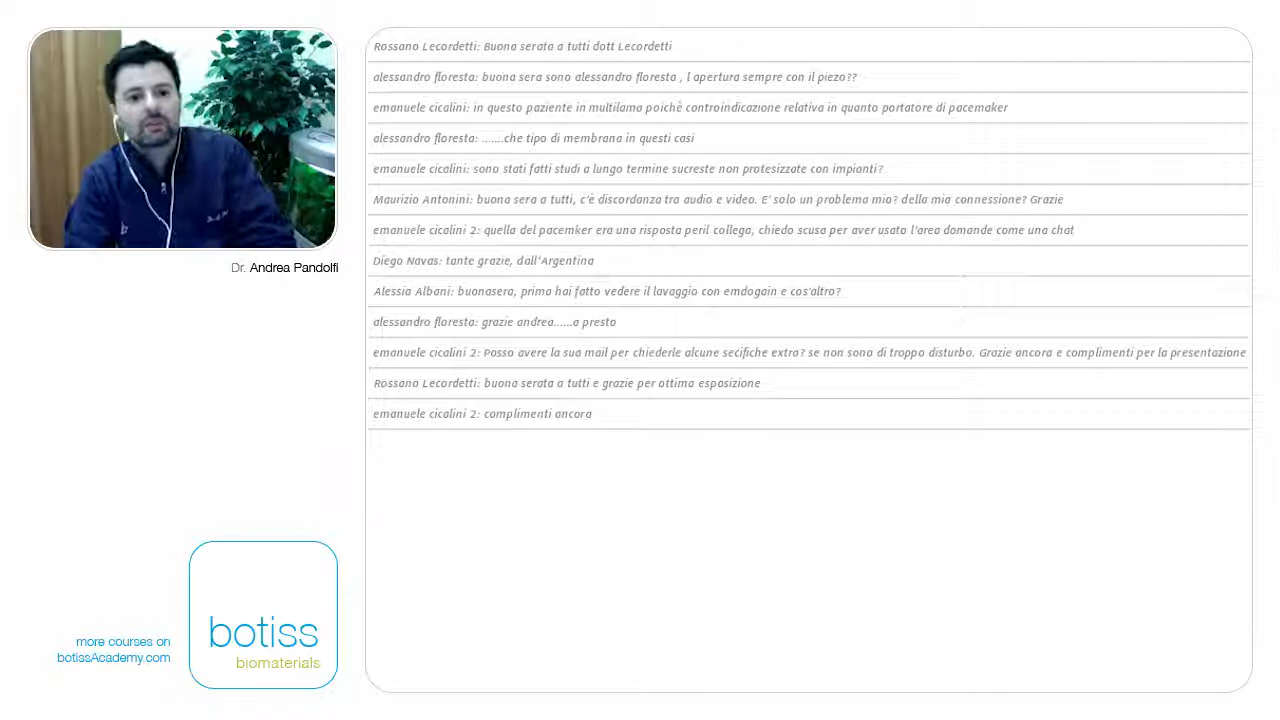 Rossano Lecordetti: Buona serata a tutti dott Lecordetti
alessandro floresta: buona sera sono alessandro floresta , l apertura sempre con il piezo??
emanuele cicalini: in questo paziente in multilama poichè controindicazione relativa in quanto portatore di pacemaker
alessandro floresta: .......che tipo di membrana in questi casi
emanuele cicalini: sono stati fatti studi a lungo termine sucreste non protesizzate con impianti?
Maurizio Antonini: buona sera a tutti, c'è discordanza tra audio e video. E' solo un problema mio? della mia connessione? Grazie
emanuele cicalini 2: quella del pacemker era una risposta peril collega, chiedo scusa per aver usato l'area domande come una chat
Diego Navas: tante grazie, dall'Argentina
Alessia Albani: buonasera, prima hai fatto vedere il lavaggio con emdogain e cos'altro?
alessandro floresta: grazie andrea......a presto
emanuele cicalini 2: Posso avere la sua mail per chiederle alcune secifiche extra? se non sono di troppo disturbo. Grazie ancora e complimenti per la presentazione
Rossano Lecordetti: buona serata a tutti e grazie per ottima esposizione
emanuele cicalini 2: complimenti ancora
Dr. Andrea Pandolfi
botiss
biomaterials
more courses on
botissAcademy.com